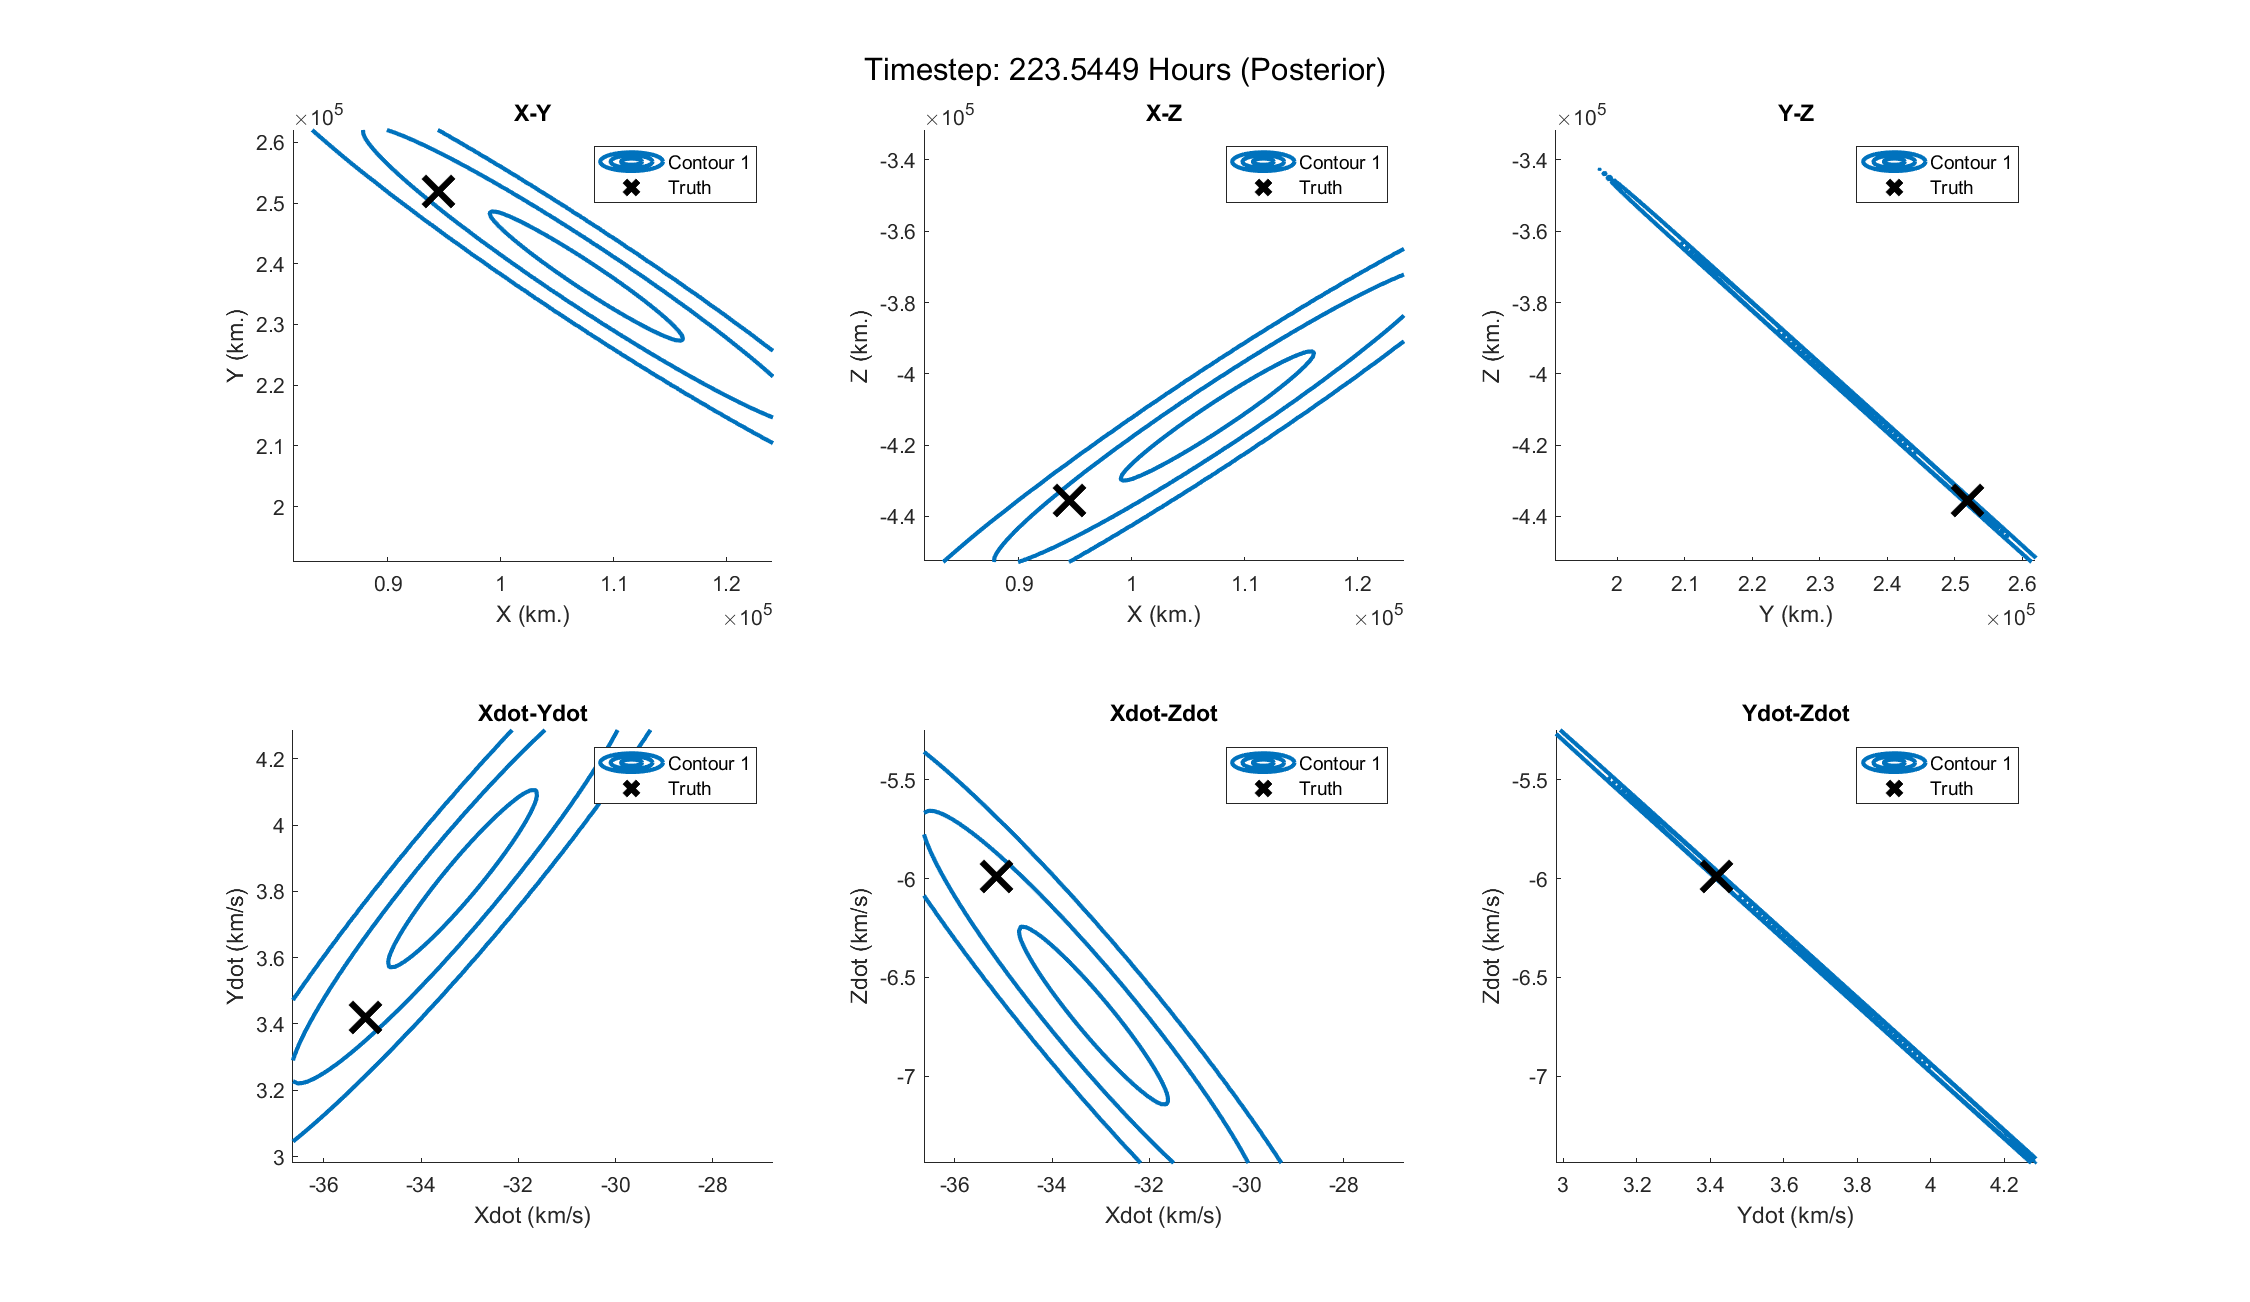 Timestep: 223.5449 Hours (Posterior)
X-Y
×10^5
2.6
2.5
2.4
2.3
2.2
2.1
2
Y (km.)
0.9 1 1.1 1.2
×10^5
X (km.)
Contour 1
Truth
X-Z
×10^5
-3.4
-3.6
-3.8
-4
-4.2
-4.4
Z (km.)
0.9 1 1.1 1.2
×10^5
X (km.)
Contour 1
Truth
Y-Z
×10^5
-3.4
-3.6
-3.8
-4
-4.2
-4.4
Z (km.)
2 2.1 2.2 2.3 2.4 2.5 2.6
×10^5
Y (km.)
Contour 1
Truth
Xdot-Ydot
4.2
4
3.8
3.6
3.4
3.2
3
Ydot (km/s)
-36 -34 -32 -30 -28
Xdot (km/s)
Contour 1
Truth
Xdot-Zdot
-5.5
-6
-6.5
-7
Zdot (km/s)
-36 -34 -32 -30 -28
Xdot (km/s)
Contour 1
Truth
Ydot-Zdot
-5.5
-6
-6.5
-7
Zdot (km/s)
3 3.2 3.4 3.6 3.8 4 4.2
Ydot (km/s)
Contour 1
Truth